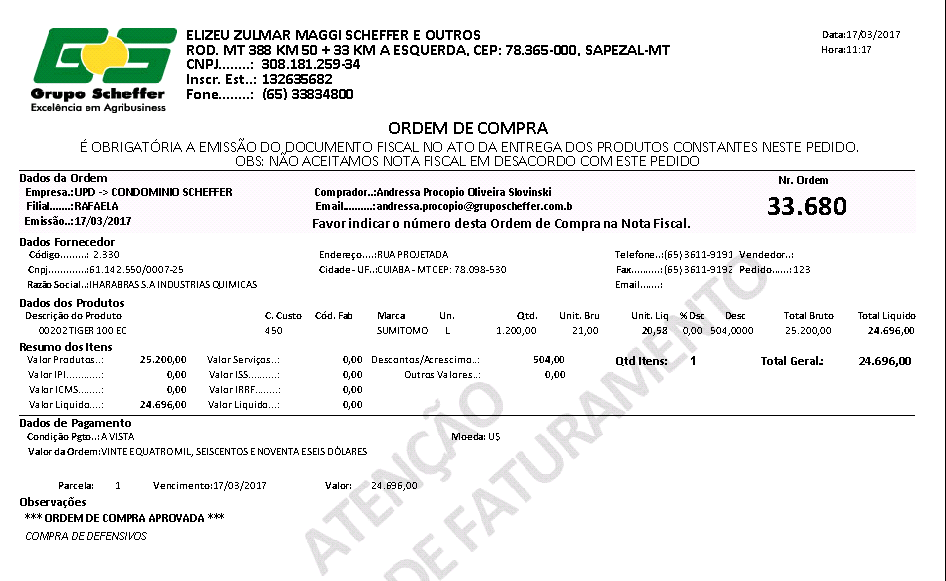 Grupo Scheffer
Excelência em Agribusiness
ELIZEU ZULMAR MAGGI SCHEFFER E OUTROS
ROD. MT 388 KM 50 + 33 KM A ESQUERDA, CEP: 78.365-000, SAPEZAL-MT
CNPJ........: 308.181.259-34
Inscr. Est..: 132635682
Fone........: (65) 33834800
Data:17/03/2017
Hora:11:17
ORDEM DE COMPRA
É OBRIGATÓRIA A EMISSÃO DO DOCUMENTO FISCAL NO ATO DA ENTREGA DOS PRODUTOS CONSTANTES NESTE PEDIDO.
OBS: NÃO ACEITAMOS NOTA FISCAL EM DESACORDO COM ESTE PEDIDO
Dados da Ordem
Empresa.:UPD -> CONDOMINIO SCHEFFER Comprador..:Andressa Procopio Oliveira Slovinski Nr. Ordem
Filial.......:RAFAELA Email..........:andressa.procopio@gruposcheffer.com.b 33.680
Emissão..:17/03/2017 Favor indicar o número desta Ordem de Compra na Nota Fiscal.
Dados Fornecedor
Código.........: 2.330 Endereço....:RUA PROJETADA Telefone..:(65) 3611-9191 Vendedor..:
Cnpj.............:61.142.550/0007-25 Cidade - UF..:CUIABA - MT CEP: 78.098-530 Fax..........:(65) 3611-9192 Pedido......: 123
Razão Social..:IHARABRAS S.A INDUSTRIAS QUIMICAS Email.......:
Dados dos Produtos
Descrição do Produto C. Custo Cód. Fab Marca Un. Qtd. Unit. Bru Unit. Liq % Dsc Desc Total Bruto Total Liquido
00202 TIGER 100 EC 450 SUMITOMO L 1.200,00 21,00 20,58 0,00 504,0000 25.200,00 24.696,00
Resumo dos Itens
Valor Produtos..: 25.200,00 Valor Serviços..: 0,00 Descontos/Acrescimo..: 504,00 Qtd Itens: 1 Total Geral.: 24.696,00
Valor IPI............: 0,00 Valor ISS..........: 0,00 Outros Valores..: 0,00
Valor ICMS........: 0,00 Valor IRRF........: 0,00
Valor Liquido....: 24.696,00 Valor Liquido...: 0,00
Dados de Pagamento
Condição Pgto..:A VISTA Moeda: U$
Valor da Ordem:VINTE E QUATRO MIL, SEISCENTOS E NOVENTA E SEIS DÓLARES
Parcela: 1 Vencimento:17/03/2017 Valor: 24.696,00
Observações
*** ORDEM DE COMPRA APROVADA ***
COMPRA DE DEFENSIVOS
ATENÇÃO
DE FATURAMENTO